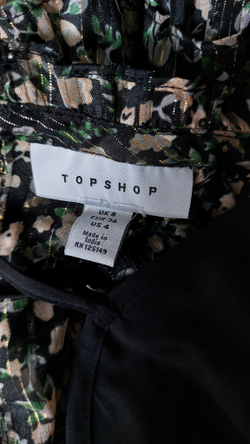 TOPSHOP
UK 8
EUR 36
US 4
Made in
India
RN 125149